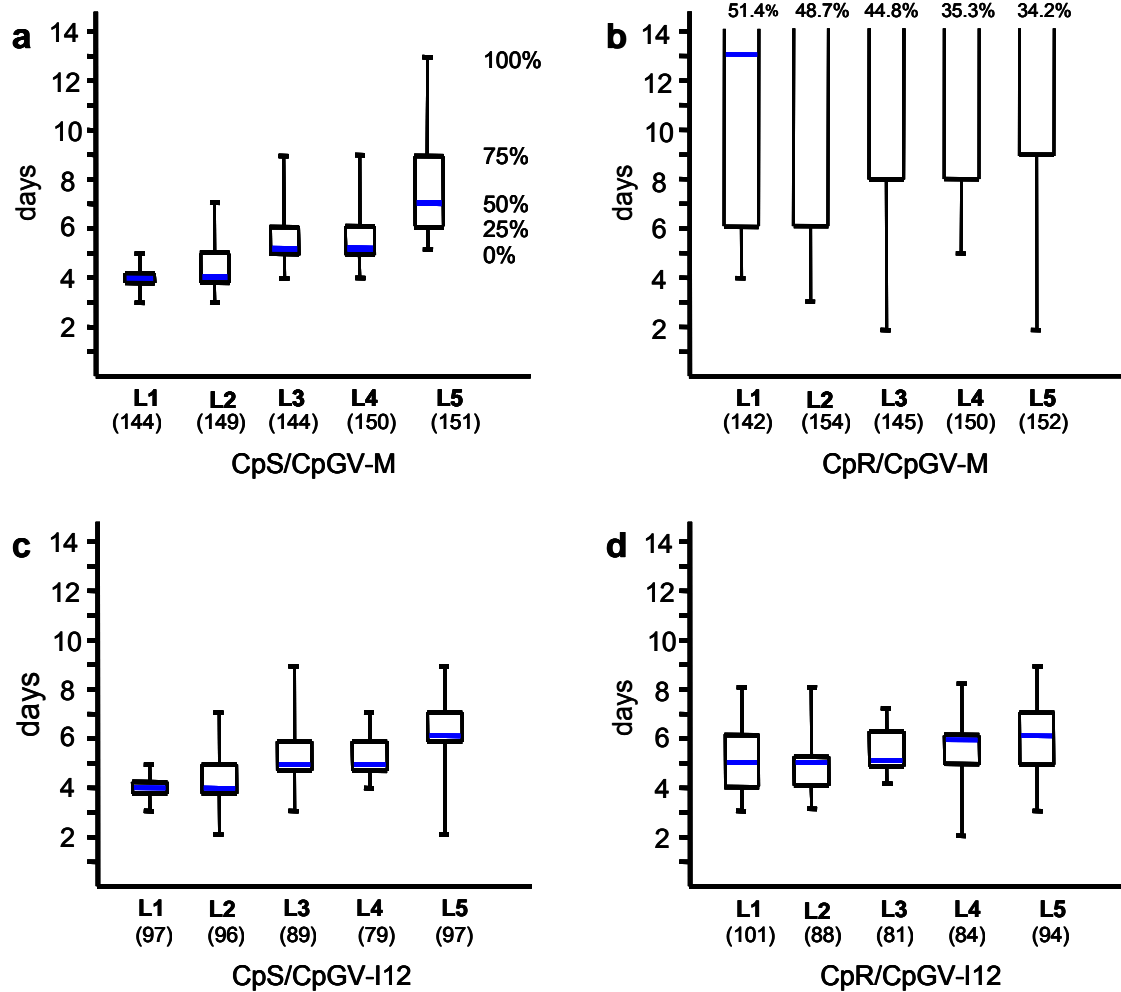 a
14
12
10
8
6
4
2
days
100%
75%
50%
25%
0%
L1 L2 L3 L4 L5
(144) (149) (144) (150) (151)
CpS/CpGV-M
b
51.4% 48.7% 44.8% 35.3% 34.2%
14
12
10
8
6
4
2
days
L1 L2 L3 L4 L5
(142) (154) (145) (150) (152)
CpR/CpGV-M
c
14
12
10
8
6
4
2
days
L1 L2 L3 L4 L5
(97) (96) (89) (79) (97)
CpS/CpGV-I12
d
14
12
10
8
6
4
2
days
L1 L2 L3 L4 L5
(101) (88) (81) (84) (94)
CpR/CpGV-I12